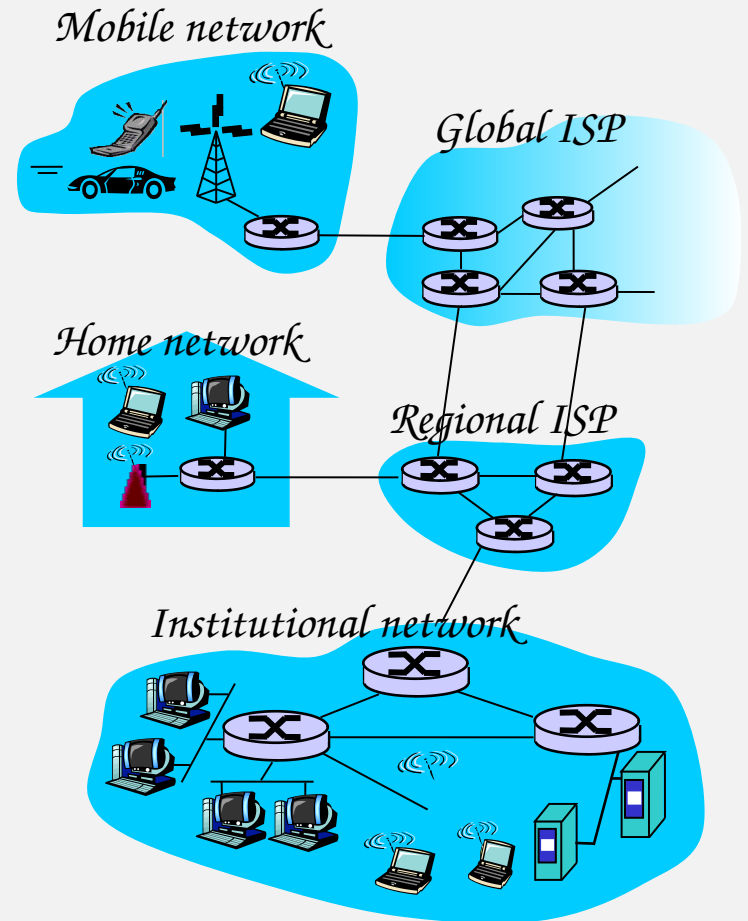 Mobile network
Global ISP
Home network
Regional ISP
Institutional network